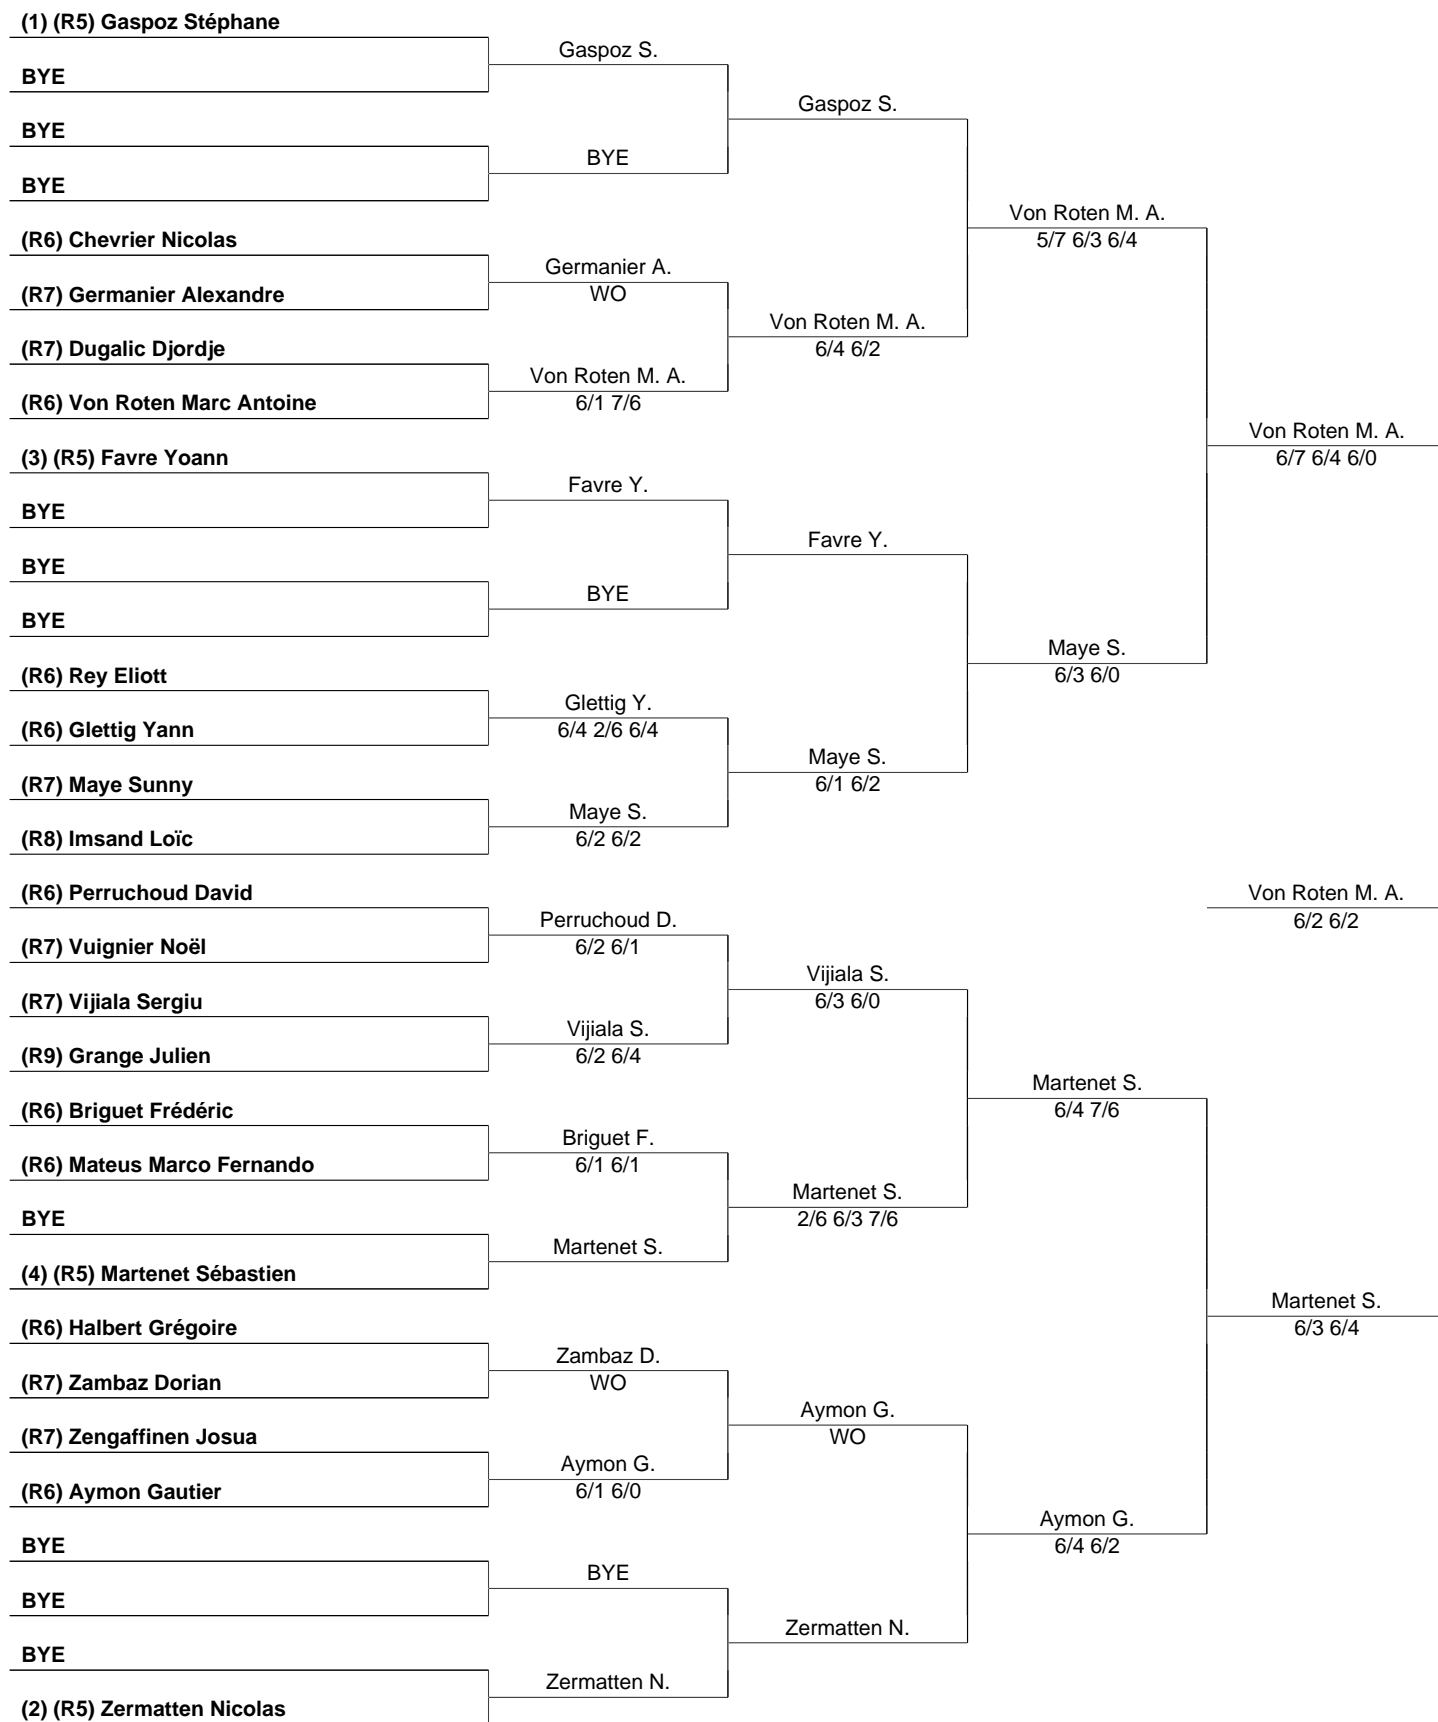 (1) (R5) Gaspoz Stéphane
BYE
BYE
BYE
(R6) Chevrier Nicolas
(R7) Germanier Alexandre
(R7) Dugalic Djordje
(R6) Von Roten Marc Antoine
(3) (R5) Favre Yoann
BYE
BYE
BYE
(R6) Rey Eliott
(R6) Glettig Yann
(R7) Maye Sunny
(R8) Imsand Loïc
(R6) Perruchoud David
(R7) Vuignier Noël
(R7) Vijiala Sergiu
(R9) Grange Julien
(R6) Briguet Frédéric
(R6) Mateus Marco Fernando
BYE
(4) (R5) Martenet Sébastien
(R6) Halbert Grégoire
(R7) Zambaz Dorian
(R7) Zengaffinen Josua
(R6) Aymon Gautier
BYE
BYE
BYE
(2) (R5) Zermatten Nicolas
Gaspoz S.
BYE
Germanier A.
WO
Von Roten M. A.
6/1 7/6
Favre Y.
BYE
Glettig Y.
6/4 2/6 6/4
Maye S.
6/2 6/2
Perruchoud D.
6/2 6/1
Vijiala S.
6/2 6/4
Briguet F.
6/1 6/1
Martenet S.
Zambaz D.
WO
Aymon G.
6/1 6/0
BYE
Zermatten N.
Gaspoz S.
Von Roten M. A.
6/4 6/2
Favre Y.
Maye S.
6/1 6/2
Vijiala S.
6/3 6/0
Martenet S.
2/6 6/3 7/6
Aymon G.
WO
Zermatten N.
Von Roten M. A.
5/7 6/3 6/4
Maye S.
6/3 6/0
Martenet S.
6/4 7/6
Aymon G.
6/4 6/2
Von Roten M. A.
6/7 6/4 6/0
Von Roten M. A.
6/2 6/2
Martenet S.
6/3 6/4